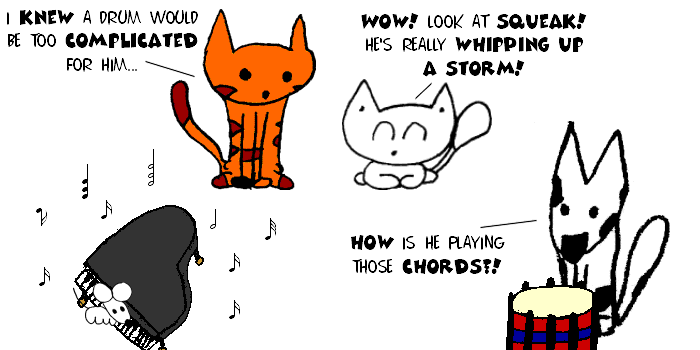 I KNEW A DRUM WOULD
BE TOO COMPLICATED
FOR HIM...
WOW! LOOK AT SQUEAK!
HE'S REALLY WHIPPING UP
A STORM!
HOW IS HE PLAYING
THOSE CHORDS?!